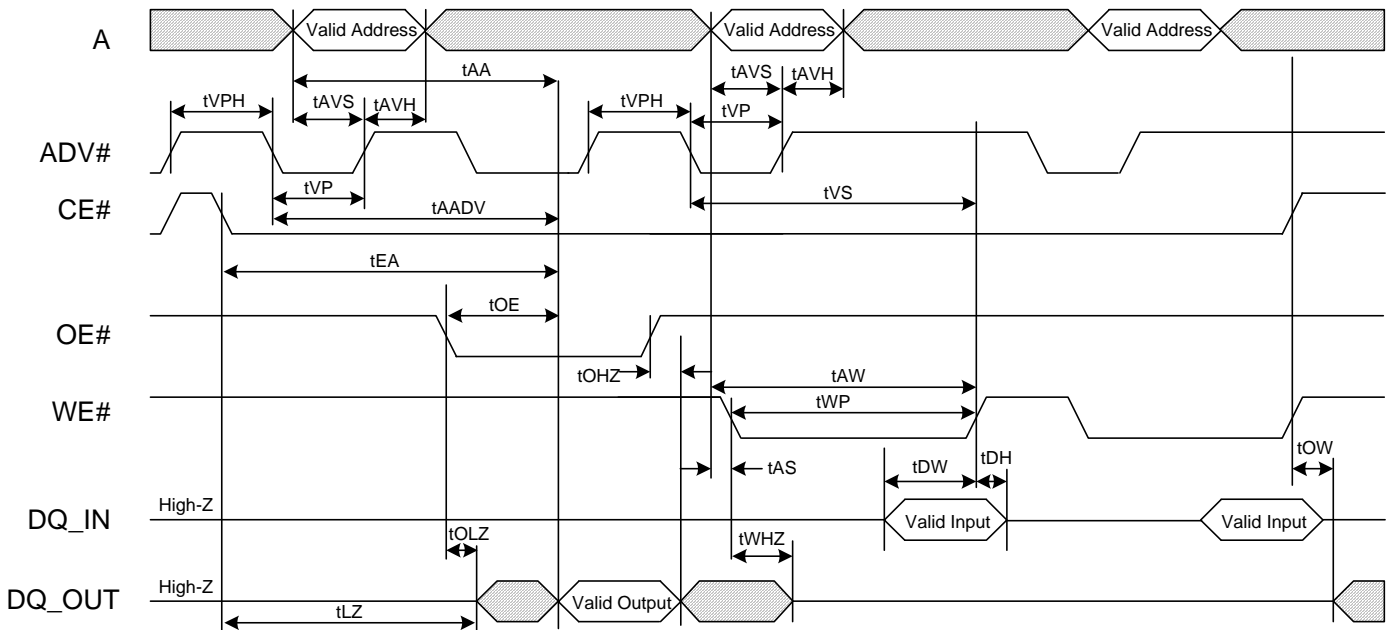 A Valid Address Valid Address Valid Address
tAA tAVS tAVH
tVPH tAVS tAVH tVPH tVP
ADV#
tVP tVS
CE# tAADV
tEA
tOE
OE#
tOHZ tAW
WE# tWP
tAS tDW tDH tOW
DQ_IN High-Z Valid Input Valid Input
tOLZ tWHZ
DQ_OUT High-Z Valid Output
tLZ